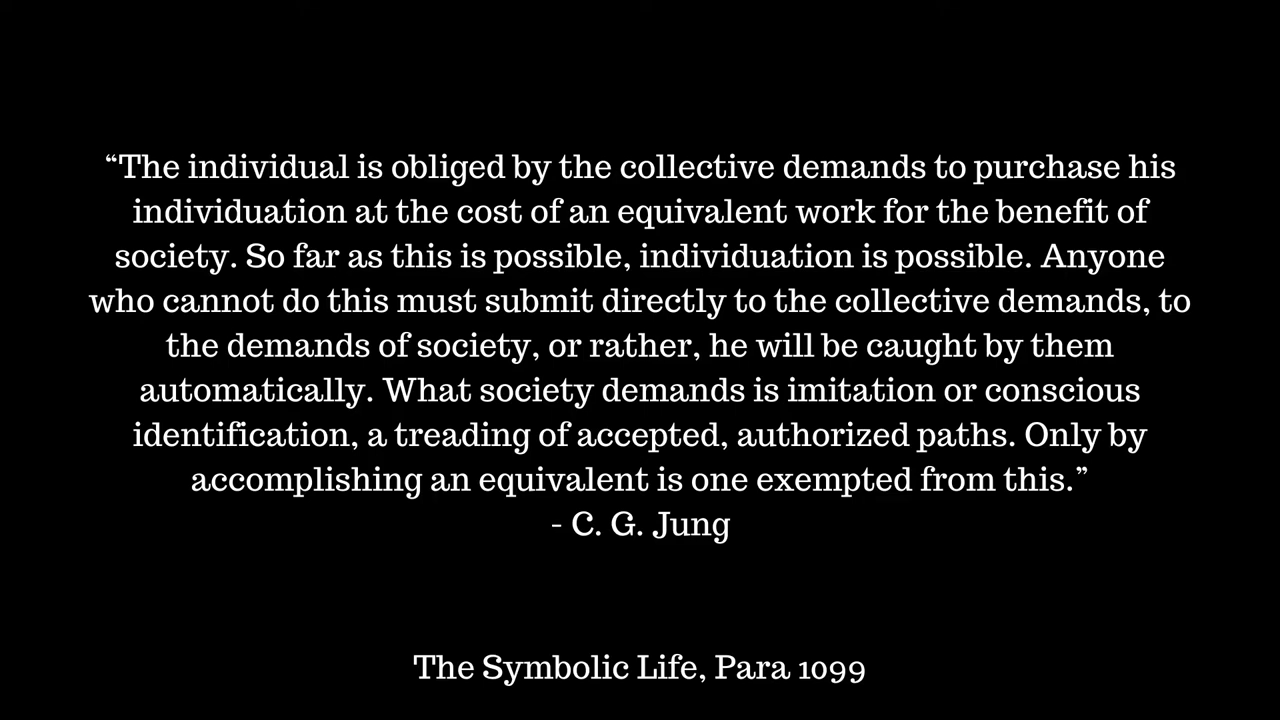 “The individual is obliged by the collective demands to purchase his
individuation at the cost of an equivalent work for the benefit of
society. So far as this is possible, individuation is possible. Anyone
who cannot do this must submit directly to the collective demands, to
the demands of society, or rather, he will be caught by them
automatically. What society demands is imitation or conscious
identification, a treading of accepted, authorized paths. Only by
accomplishing an equivalent is one exempted from this.”
- C. G. Jung
The Symbolic Life, Para 1099